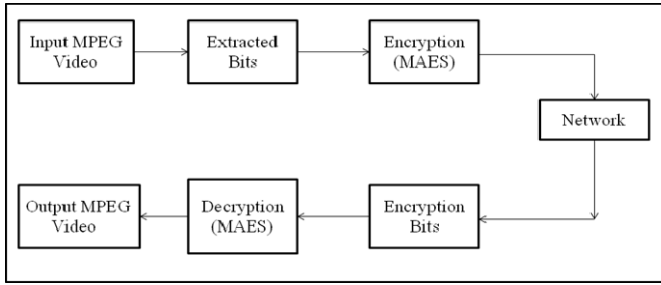 Input MPEG
Video
Extracted
Bits
Encryption
(MAES)
Network
Encryption
Bits
Decryption
(MAES)
Output MPEG
Video